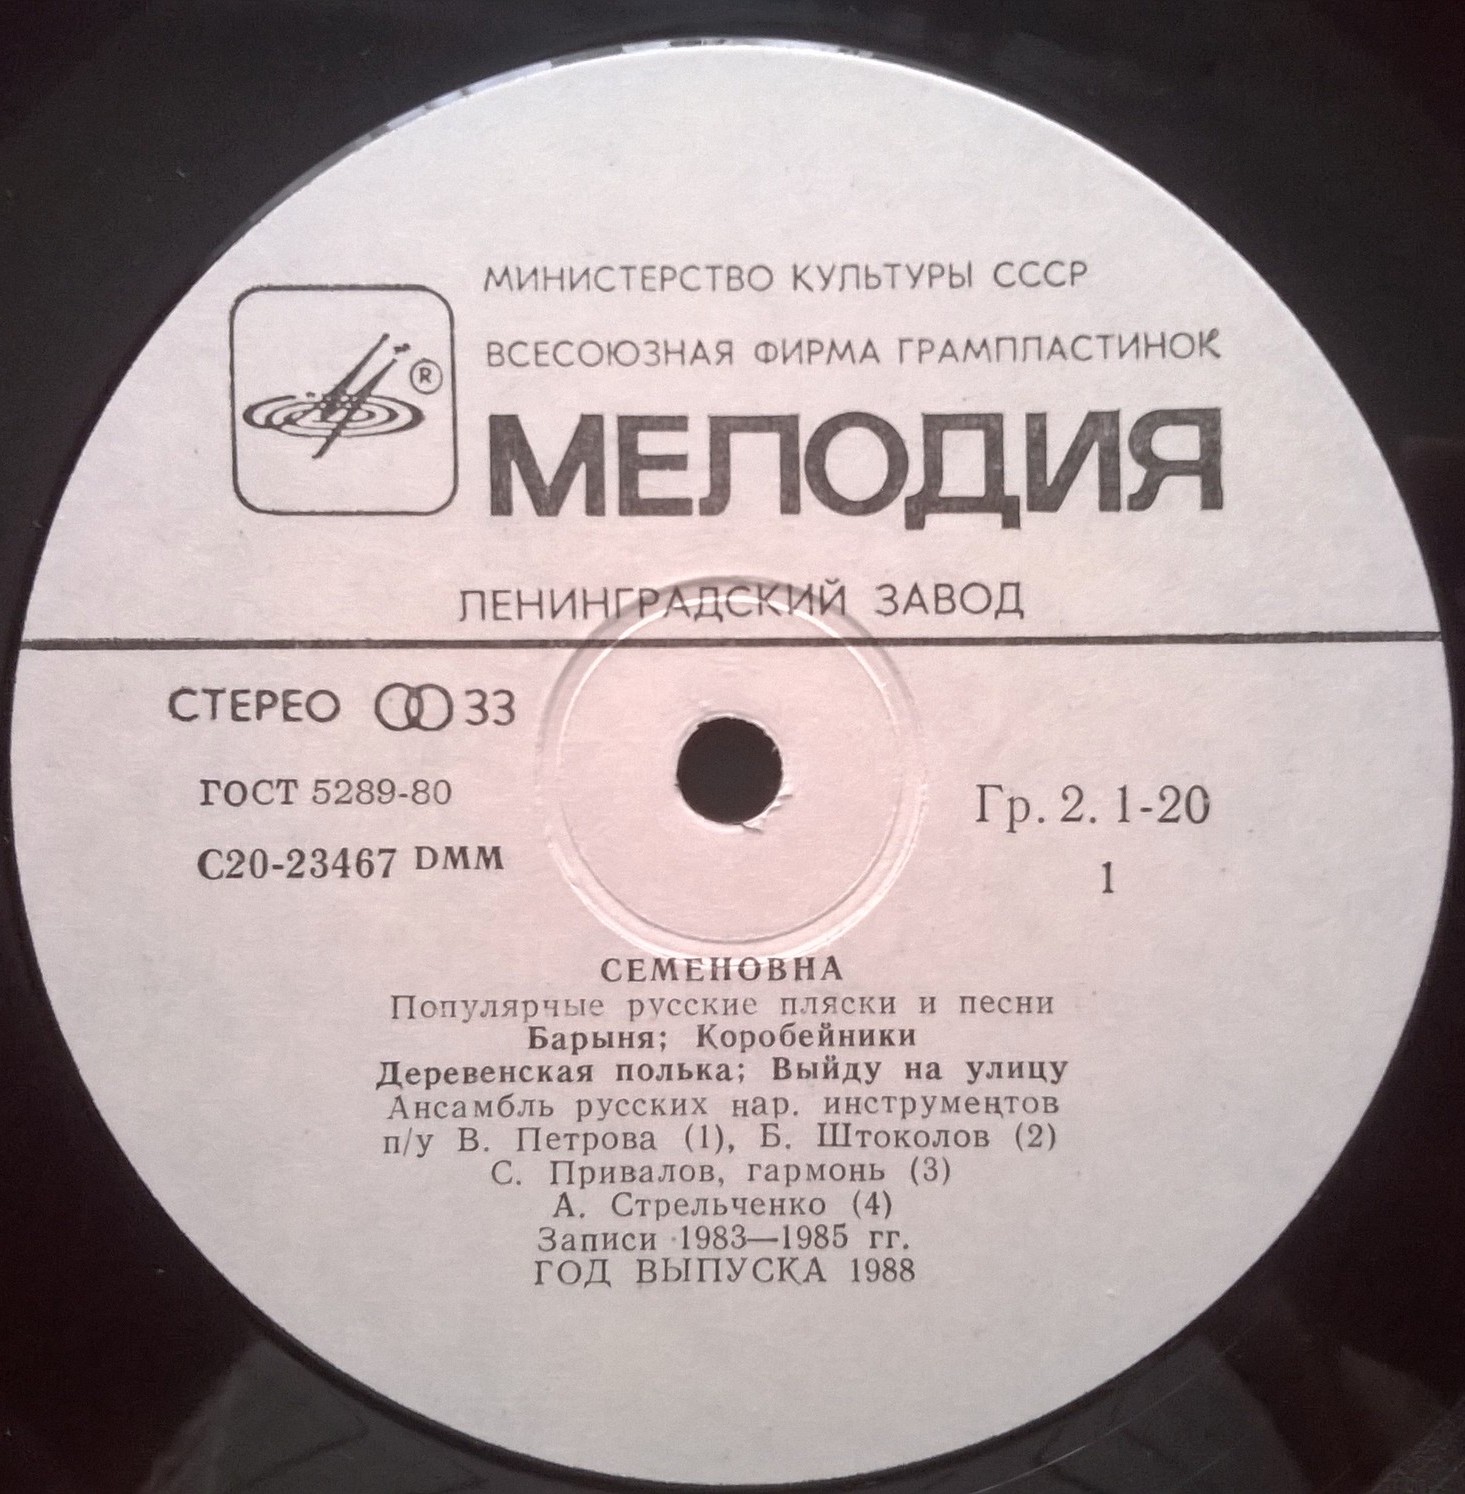 МИНИСТЕРСТВО КУЛЬТУРЫ СССР
ВСЕСОЮЗНАЯ ФИРМА ГРАМПЛАСТИНОК
®
МЕЛОДИЯ
ЛЕНИНГРАДСКИЙ ЗАВОД
СТЕРЕО 33
ГОСТ 5289-80
Гр. 2. 1-20
С20-23467 DMM
1
СЕМЕНОВНА
Популярные русские пляски и песни
Барыня; Коробейники
Деревенская полька; Выйду на улицу
Ансамбль русских нар. инструментов
п/у В. Петрова (1), Б. Штоколов (2)
С. Привалов, гармонь (3)
А. Стрельченко (4)
Записи 1983—1985 гг.
ГОД ВЫПУСКА 1988